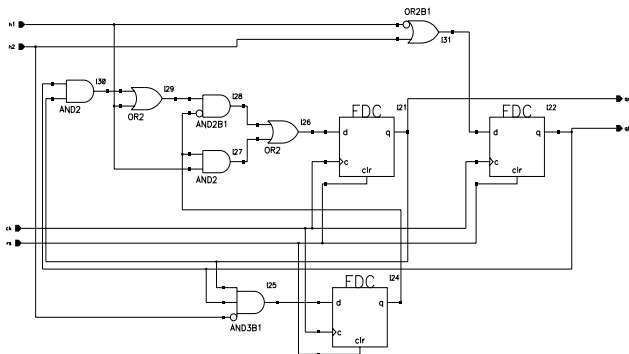 OR2B1
h1
h2
I31
I30
I29
I28
AND2
OR2
AND2B1
I26
OR2
I27
AND2
FDC
I21
d
q
c
clr
FDC
I22
d
q
c
clr
ck
rs
I25
AND3B1
FDC
I24
d
q
c
clr